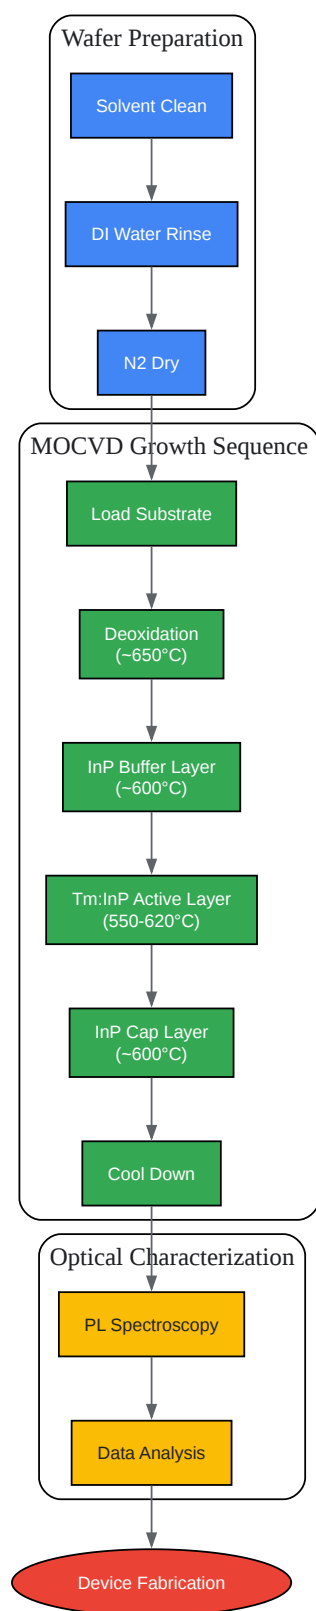 Wafer Preparation
Solvent Clean
DI Water Rinse
N2 Dry
MOCVD Growth Sequence
Load Substrate
Deoxidation
(~650°C)
InP Buffer Layer
(~600°C)
Tm:InP Active Layer
(550-620°C)
InP Cap Layer
(~600°C)
Cool Down
Optical Characterization
PL Spectroscopy
Data Analysis
Device Fabrication